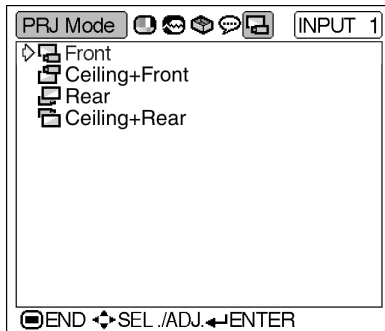 PRJ Mode INPUT 1
Front
Ceiling+Front
Rear
Ceiling+Rear
END SEL./ADJ. ENTER